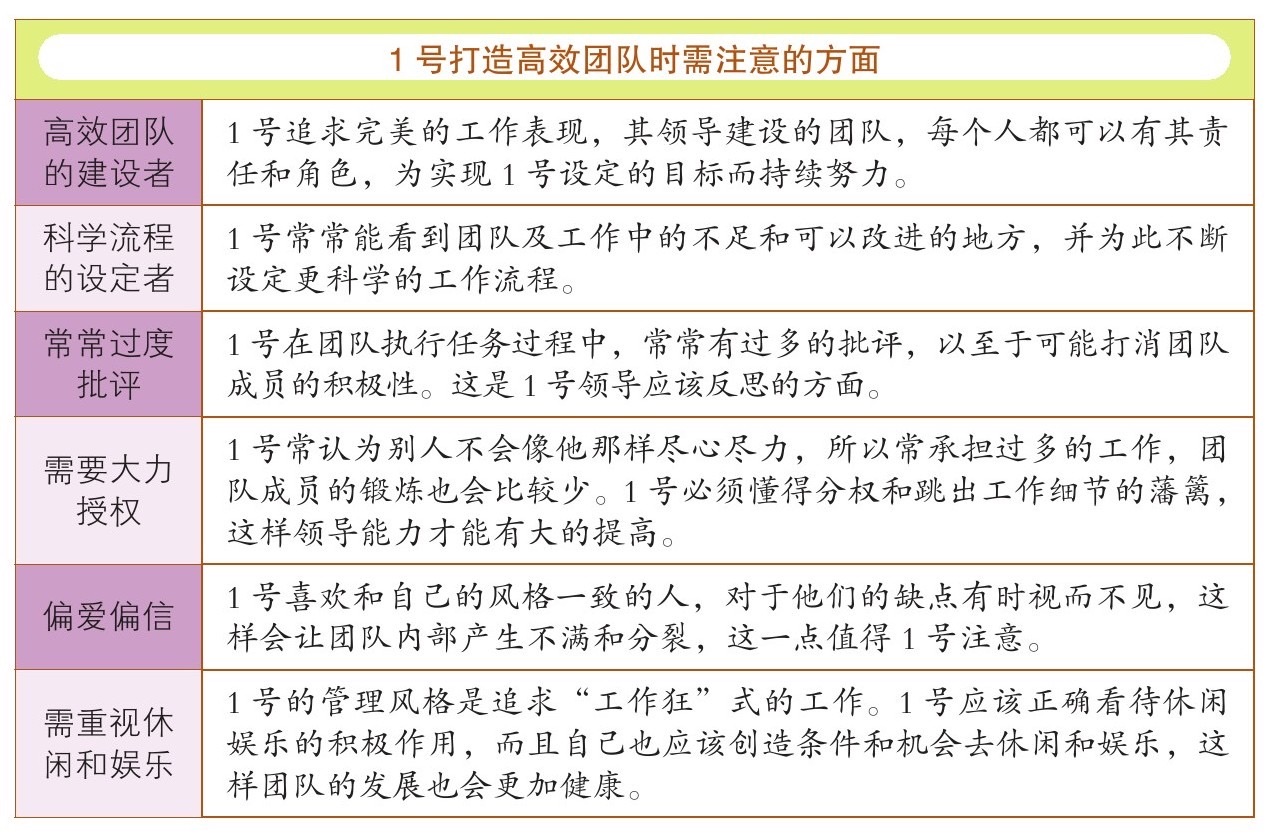 1号打造高效团队时需注意的方面
高效团队
的建设者
1号追求完美的工作表现，其领导建设的团队，每个人都可以有其责
任和角色，为实现1号设定的目标而持续努力。
科学流程
的设定者
1号常常能看到团队及工作中的不足和可以改进的地方，并为此不断
设定更科学的工作流程。
常常过度
批评
1号在团队执行任务过程中，常常有过多的批评，以至于可能打消团队
成员的积极性。这是1号领导应该反思的方面。
需要大力
授权
1号常认为别人不会像他那样尽心尽力，所以常承担过多的工作，团
队成员的锻炼也会比较少。1号必须懂得分权和跳出工作细节的藩篱，
这样领导能力才能有大的提高。
偏爱偏信
1号喜欢和自己的风格一致的人，对于他们的缺点有时视而不见，这
样会让团队内部产生不满和分裂，这一点值得1号注意。
需重视休
闲和娱乐
1号的管理风格是追求“工作狂”式的工作。1号应该正确看待休闲
娱乐的积极作用，而且自己也应该创造条件和机会去休闲和娱乐，这
样团队的发展也会更加健康。